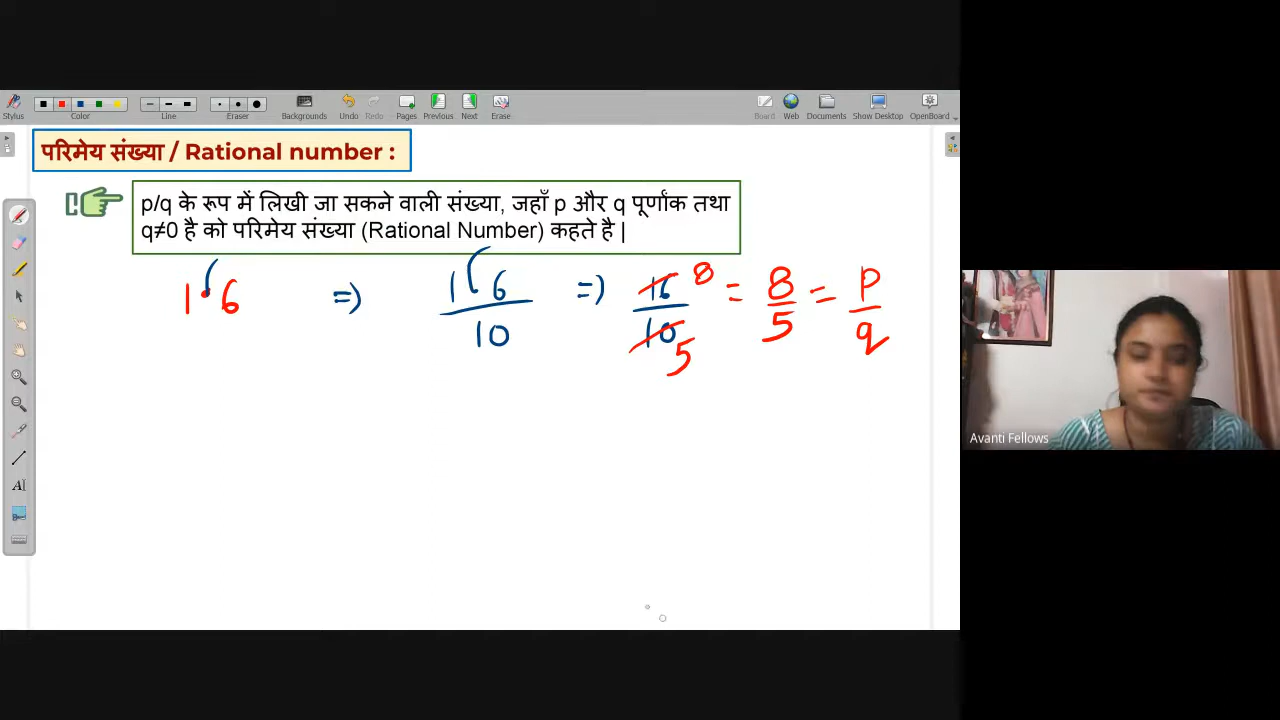 Color Line Eraser Backgrounds Undo Redo Pages Previous Next Erase Board Web Documents Show Desktop OpenBoard
Stylus
परिमेय संख्या / Rational number :
p/q के रूप में लिखी जा सकने वाली संख्या, जहाँ p और q पूर्णांक तथा
q≠0 है को परिमेय संख्या (Rational Number) कहते है |
1.6 => 1.6/10 => 16/10 8/5 = 8/5 = p/q
Avanti Fellows